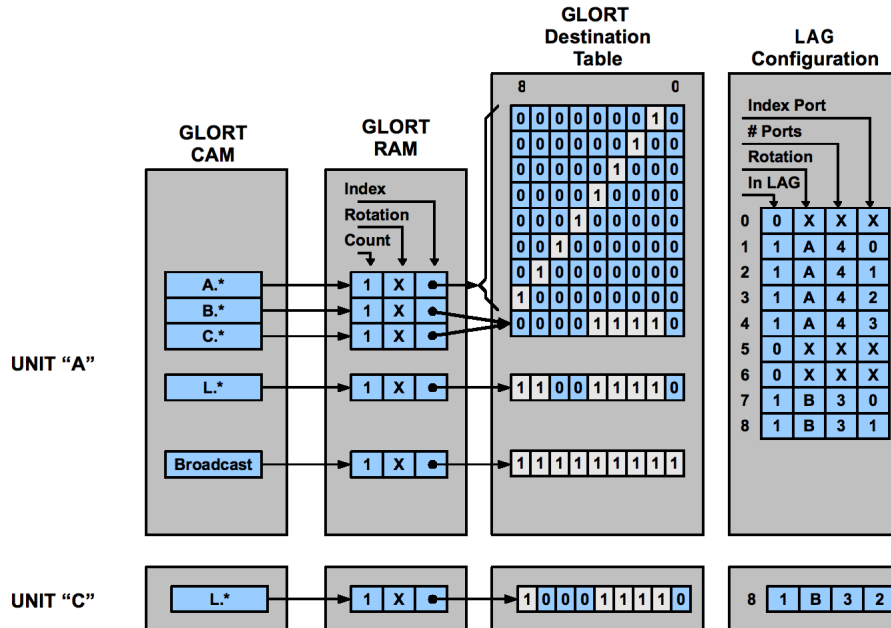 GLORT
Destination
Table
LAG
Configuration
GLORT
CAM
GLORT
RAM
8 0
Index
Rotation
Count
Index Port
# Ports
Rotation
In LAG
0 0 0 0 0 0 0 1 0
0 0 0 0 0 0 1 0 0
0 0 0 0 0 1 0 0 0
0 0 0 0 1 0 0 0 0
0 0 0 1 0 0 0 0 0
0 0 1 0 0 0 0 0 0
0 1 0 0 0 0 0 0 0
1 0 0 0 0 0 0 0 0
0 0 0 0 1 1 1 1 0
0 0 X X X
1 1 A 4 0
2 1 A 4 1
3 1 A 4 2
4 1 A 4 3
5 0 X X X
6 0 X X X
7 1 B 3 0
8 1 B 3 1
UNIT “A”
A.* 1 X
B.* 1 X
C.* 1 X
L.* 1 X 1 1 0 0 1 1 1 1 0
Broadcast 1 X 1 1 1 1 1 1 1 1 1
UNIT “C”
L.* 1 X 1 0 0 0 1 1 1 1 0
8 1 B 3 2